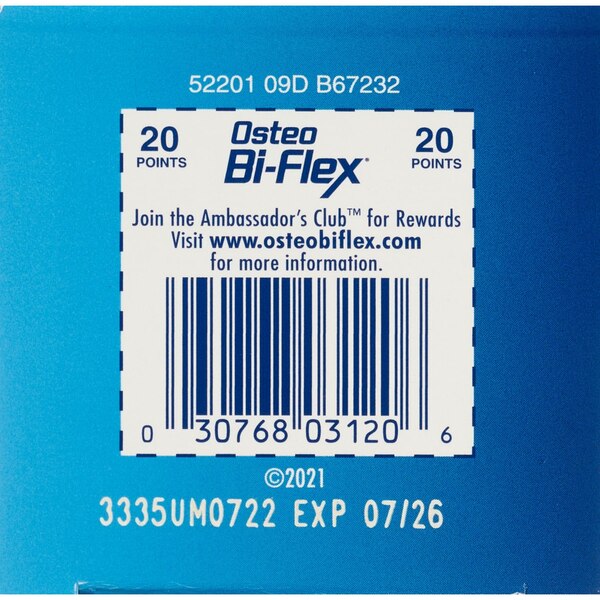 52201 09D B67232
20 POINTS
Osteo
Bi-Flex®
20 POINTS
Join the Ambassador's Club™ for Rewards
Visit www.osteobiflex.com
for more information.
0 30768 03120 6
©2021
3335UM0722 EXP 07/26